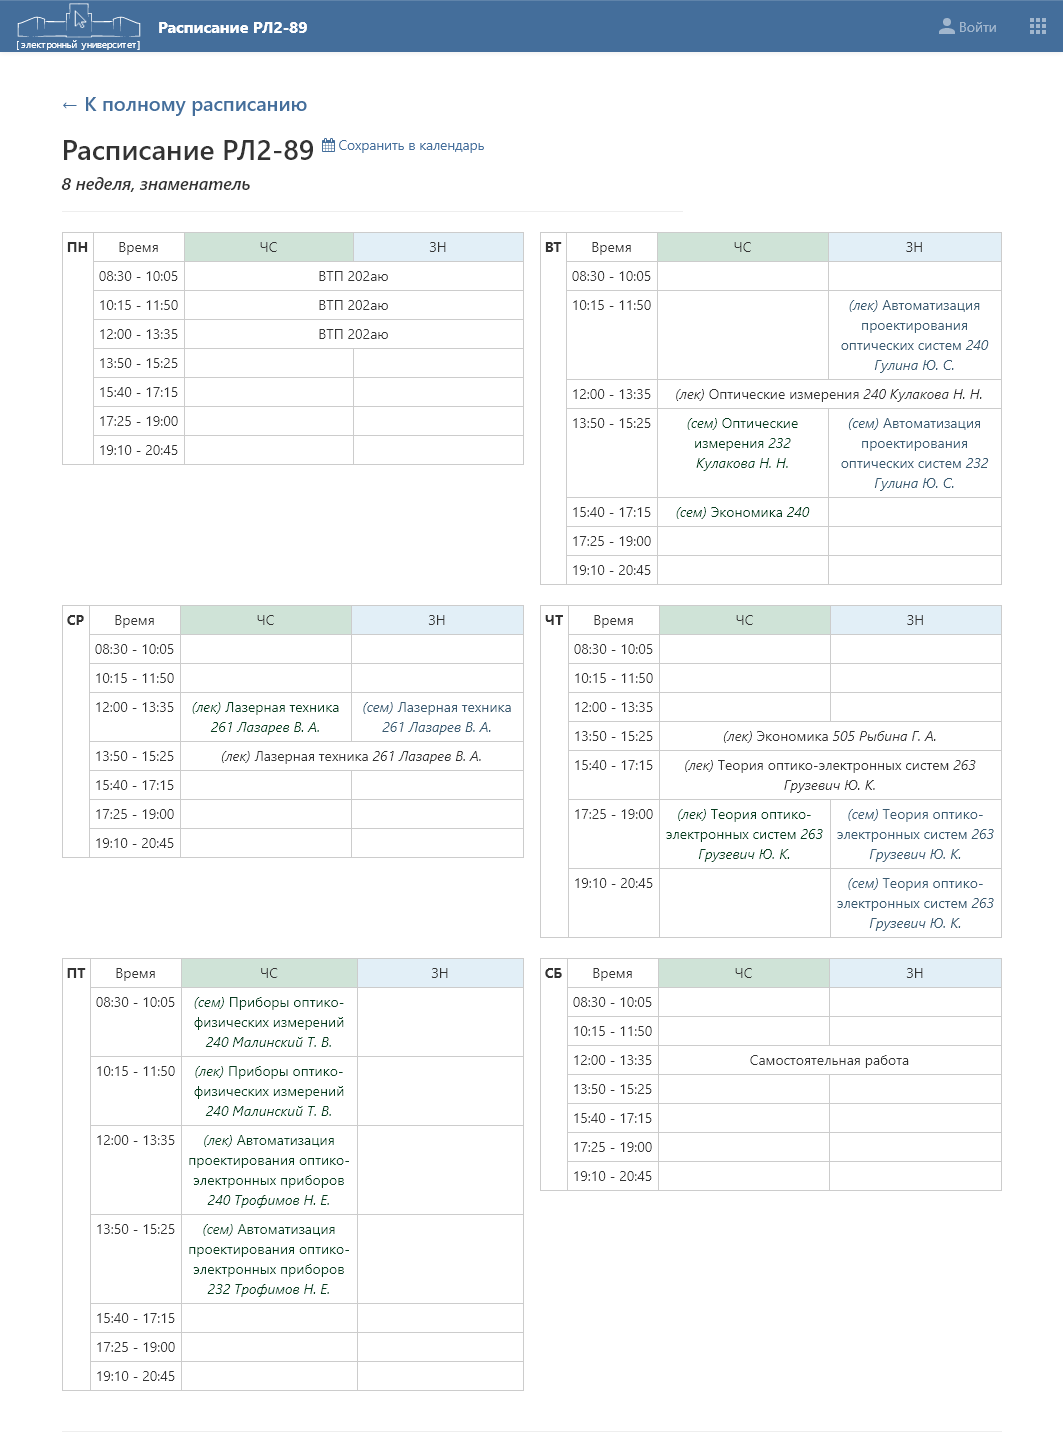 [электронный университет]
Расписание РЛ2-89
Войти
← К полному расписанию
Расписание РЛ2-89 Сохранить в календарь
8 неделя, знаменатель
ПН Время ЧС ЗН
08:30 - 10:05 ВТП 202аю
10:15 - 11:50 ВТП 202аю
12:00 - 13:35 ВТП 202аю
13:50 - 15:25
15:40 - 17:15
17:25 - 19:00
19:10 - 20:45
ВТ Время ЧС ЗН
08:30 - 10:05
10:15 - 11:50 (лек) Автоматизация
проектирования
оптических систем 240
Гулина Ю. С.
12:00 - 13:35 (лек) Оптические измерения 240 Кулакова Н. Н.
13:50 - 15:25 (сем) Оптические
измерения 232
Кулакова Н. Н.
(сем) Автоматизация
проектирования
оптических систем 232
Гулина Ю. С.
15:40 - 17:15 (сем) Экономика 240
17:25 - 19:00
19:10 - 20:45
СР Время ЧС ЗН
08:30 - 10:05
10:15 - 11:50
12:00 - 13:35 (лек) Лазерная техника
261 Лазарев В. А.
(сем) Лазерная техника
261 Лазарев В. А.
13:50 - 15:25 (лек) Лазерная техника 261 Лазарев В. А.
15:40 - 17:15
17:25 - 19:00
19:10 - 20:45
ЧТ Время ЧС ЗН
08:30 - 10:05
10:15 - 11:50
12:00 - 13:35
13:50 - 15:25 (лек) Экономика 505 Рыбина Г. А.
15:40 - 17:15 (лек) Теория оптико-электронных систем 263
Грузевич Ю. К.
17:25 - 19:00 (лек) Теория оптико-
электронных систем 263
Грузевич Ю. К.
(сем) Теория оптико-
электронных систем 263
Грузевич Ю. К.
19:10 - 20:45 (сем) Теория оптико-
электронных систем 263
Грузевич Ю. К.
ПТ Время ЧС ЗН
08:30 - 10:05 (сем) Приборы оптико-
физических измерений
240 Малинский Т. В.
10:15 - 11:50 (лек) Приборы оптико-
физических измерений
240 Малинский Т. В.
12:00 - 13:35 (лек) Автоматизация
проектирования оптико-
электронных приборов
240 Трофимов Н. Е.
13:50 - 15:25 (сем) Автоматизация
проектирования оптико-
электронных приборов
232 Трофимов Н. Е.
15:40 - 17:15
17:25 - 19:00
19:10 - 20:45
СБ Время ЧС ЗН
08:30 - 10:05
10:15 - 11:50
12:00 - 13:35 Самостоятельная работа
13:50 - 15:25
15:40 - 17:15
17:25 - 19:00
19:10 - 20:45